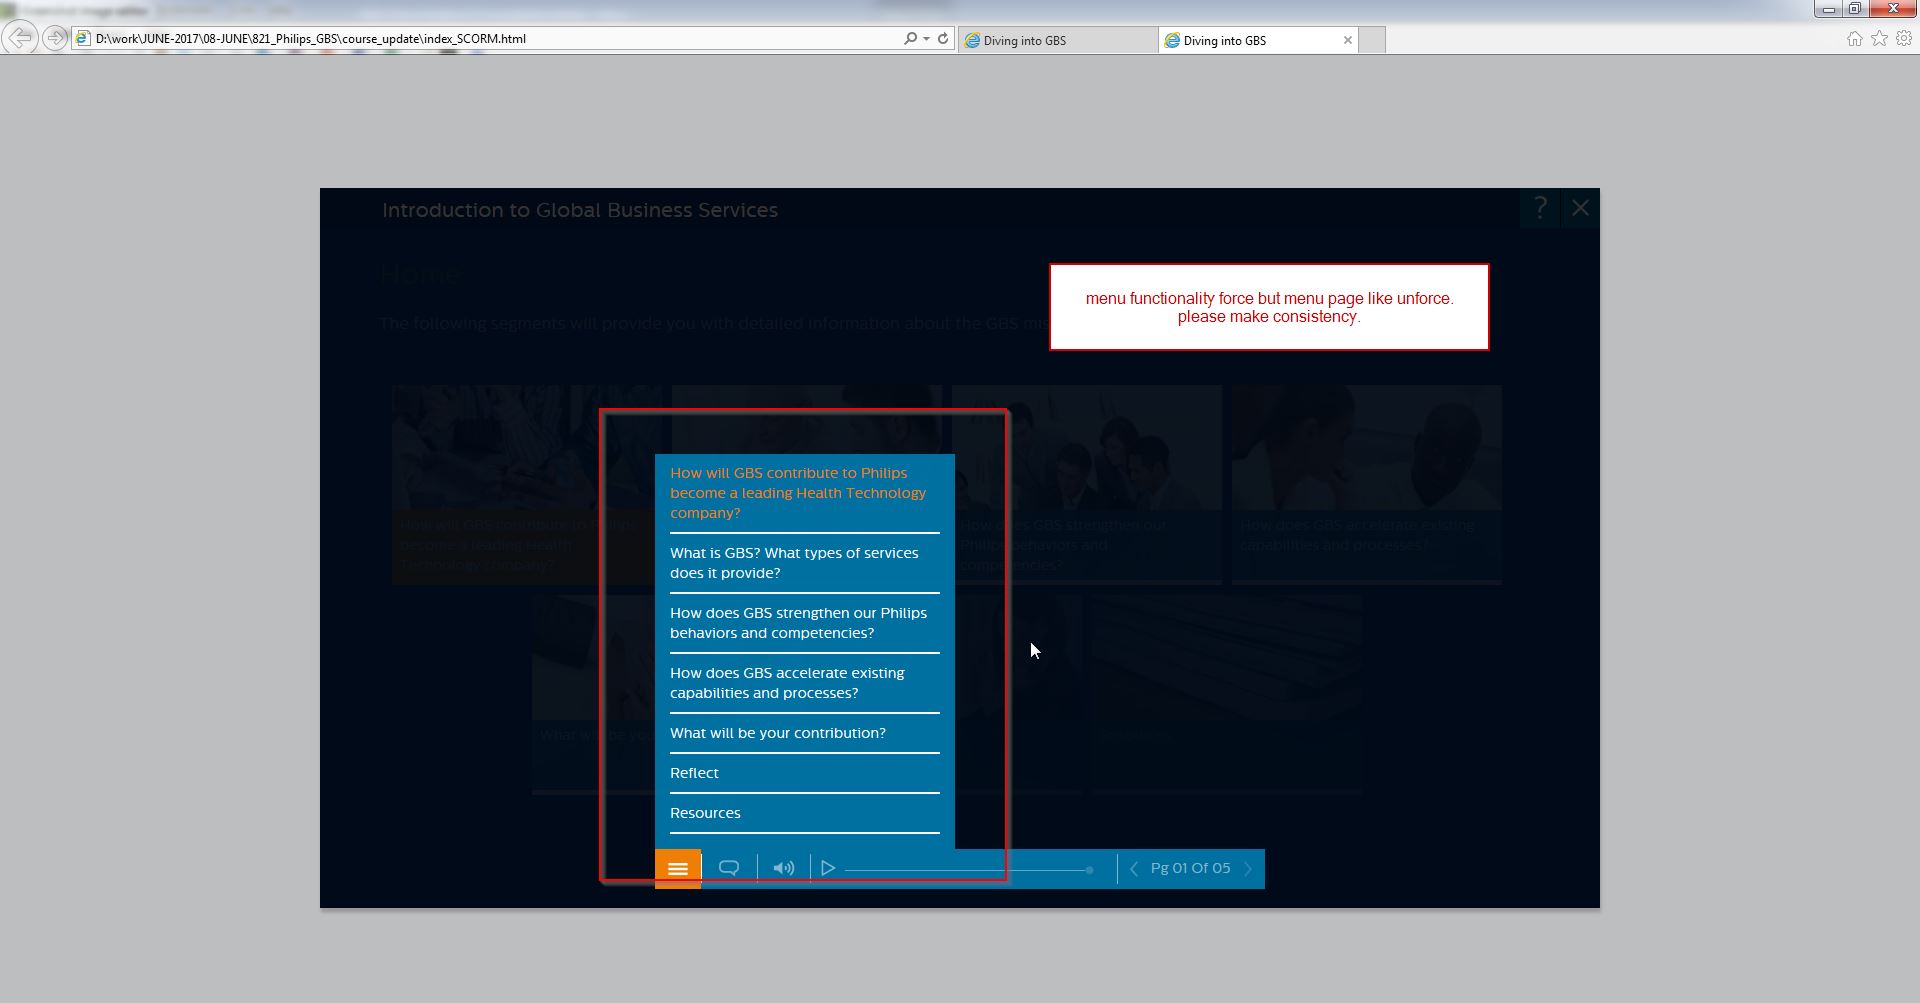 D:\work\JUNE-2017\08-JUNE\821_Philips_GBS\course_update\index_SCORM.html
Diving into GBS
Diving into GBS
Introduction to Global Business Services
?
Home
The following segments will provide you with detailed information about the GBS mis
menu functionality force but menu page like unforce.
please make consistency.
How will GBS contribute to Philips
become a leading Health
Technology company?
How does GBS strengthen our
Philips behaviors and
competencies?
How does GBS accelerate existing
capabilities and processes?
What will be you
Resources
How will GBS contribute to Philips
become a leading Health Technology
company?
What is GBS? What types of services
does it provide?
How does GBS strengthen our Philips
behaviors and competencies?
How does GBS accelerate existing
capabilities and processes?
What will be your contribution?
Reflect
Resources
Pg 01 Of 05